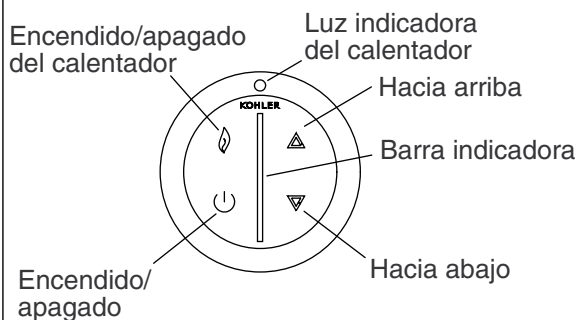 Encendido/apagado
del calentador
Luz indicadora
del calentador
Hacia arriba
KOHLER
Barra indicadora
Hacia abajo
Encendido/
apagado